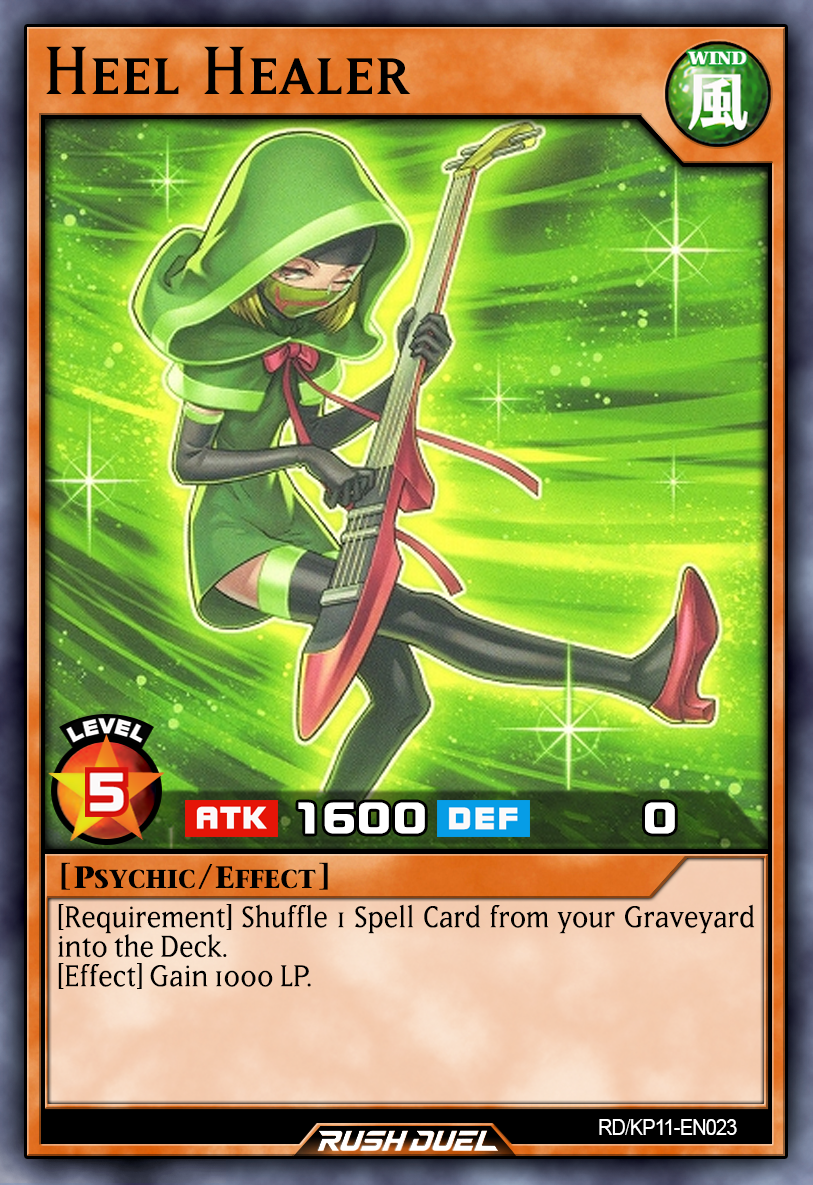 Heel Healer
WIND
風
LEVEL
5
ATK 1600 DEF 0
[Psychic/Effect]
[Requirement] Shuffle 1 Spell Card from your Graveyard
into the Deck.
[Effect] Gain 1000 LP.
RD/KP11-EN023
RUSH DUEL